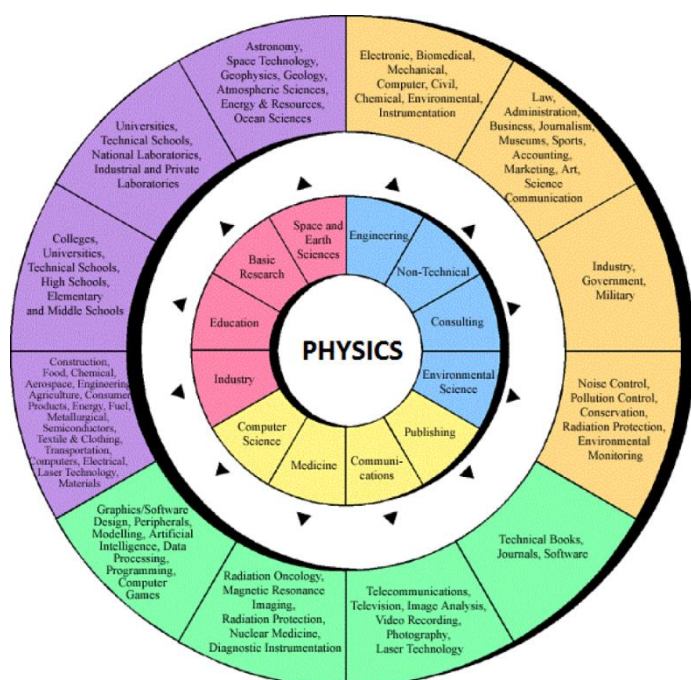 Astronomy,
Space Technology,
Geophysics, Geology,
Atmospheric Sciences,
Energy & Resources,
Ocean Sciences
Electronic, Biomedical,
Mechanical,
Computer, Civil,
Chemical, Environmental,
Instrumentation
Law,
Administration,
Business, Journalism,
Museums, Sports,
Accounting,
Marketing, Art,
Science
Communication
Industry,
Government,
Military
Noise Control,
Pollution Control,
Conservation,
Radiation Protection,
Environmental
Monitoring
Technical Books,
Journals, Software
Telecommunications,
Television, Image Analysis,
Video Recording,
Photography,
Laser Technology
Radiation Oncology,
Magnetic Resonance
Imaging,
Radiation Protection,
Nuclear Medicine,
Diagnostic Instrumentation
Graphics/Software
Design, Peripherals,
Modelling, Artificial
Intelligence, Data
Processing,
Programming,
Computer
Games
Construction,
Food, Chemical,
Aerospace, Engineering
Agriculture, Consumer
Products, Energy, Fuel,
Metallurgical,
Semiconductors,
Textile & Clothing,
Transportation,
Computers, Electrical,
Laser Technology,
Materials
Colleges,
Universities,
Technical Schools,
High Schools,
Elementary
and Middle Schools
Universities,
Technical Schools,
National Laboratories,
Industrial and Private
Laboratories
Space and
Earth
Sciences
Engineering
Non-Technical
Consulting
Environmental
Science
Publishing
Communi-
cations
Medicine
Computer
Science
Industry
Education
Basic
Research
PHYSICS